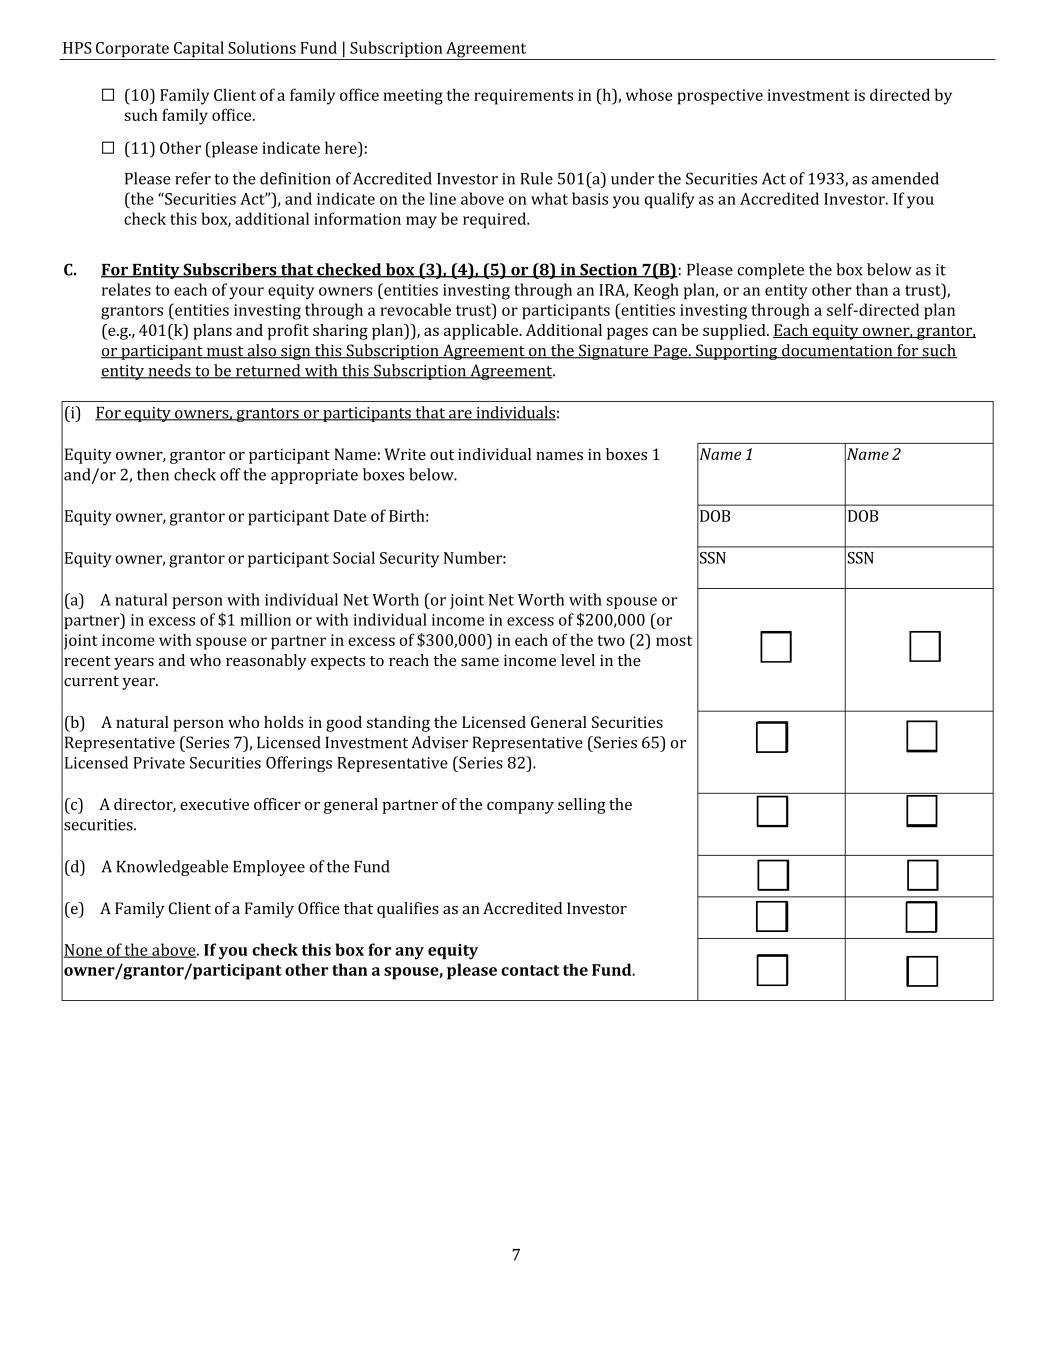 HPS Corporate Capital Solutions Fund | Subscription Agreement
☐ (10) Family Client of a family office meeting the requirements in (h), whose prospective investment is directed by
such family office.
☐ (11) Other (please indicate here):
Please refer to the definition of Accredited Investor in Rule 501(a) under the Securities Act of 1933, as amended
(the “Securities Act”), and indicate on the line above on what basis you qualify as an Accredited Investor. If you
check this box, additional information may be required.
C. For Entity Subscribers that checked box (3), (4), (5) or (8) in Section 7(B): Please complete the box below as it
relates to each of your equity owners (entities investing through an IRA, Keogh plan, or an entity other than a trust),
grantors (entities investing through a revocable trust) or participants (entities investing through a self-directed plan
(e.g., 401(k) plans and profit sharing plan)), as applicable. Additional pages can be supplied. Each equity owner, grantor,
or participant must also sign this Subscription Agreement on the Signature Page. Supporting documentation for such
entity needs to be returned with this Subscription Agreement.
(i) For equity owners, grantors or participants that are individuals:
Equity owner, grantor or participant Name: Write out individual names in boxes 1
and/or 2, then check off the appropriate boxes below.
Name 1
Name 2
Equity owner, grantor or participant Date of Birth:
DOB
DOB
Equity owner, grantor or participant Social Security Number:
SSN
SSN
(a) A natural person with individual Net Worth (or joint Net Worth with spouse or
partner) in excess of $1 million or with individual income in excess of $200,000 (or
joint income with spouse or partner in excess of $300,000) in each of the two (2) most
recent years and who reasonably expects to reach the same income level in the
current year.
(b) A natural person who holds in good standing the Licensed General Securities
Representative (Series 7), Licensed Investment Adviser Representative (Series 65) or
Licensed Private Securities Offerings Representative (Series 82).
(c) A director, executive officer or general partner of the company selling the
securities.
(d) A Knowledgeable Employee of the Fund
(e) A Family Client of a Family Office that qualifies as an Accredited Investor
None of the above. If you check this box for any equity
owner/grantor/participant other than a spouse, please contact the Fund.
7